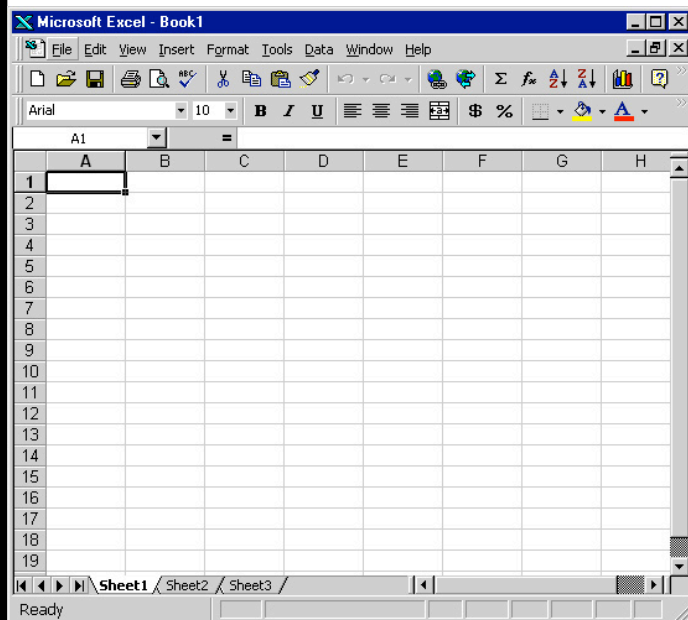 Microsoft Excel - Book1
File Edit View Insert Format Tools Data Window Help
ABC Σ fx A Z Z A ? »
Arial 10 B I U $ % A »
A1 =
A B C D E F G H
1
2
3
4
5
6
7
8
9
10
11
12
13
14
15
16
17
18
19
Sheet1 Sheet2 Sheet3
Ready